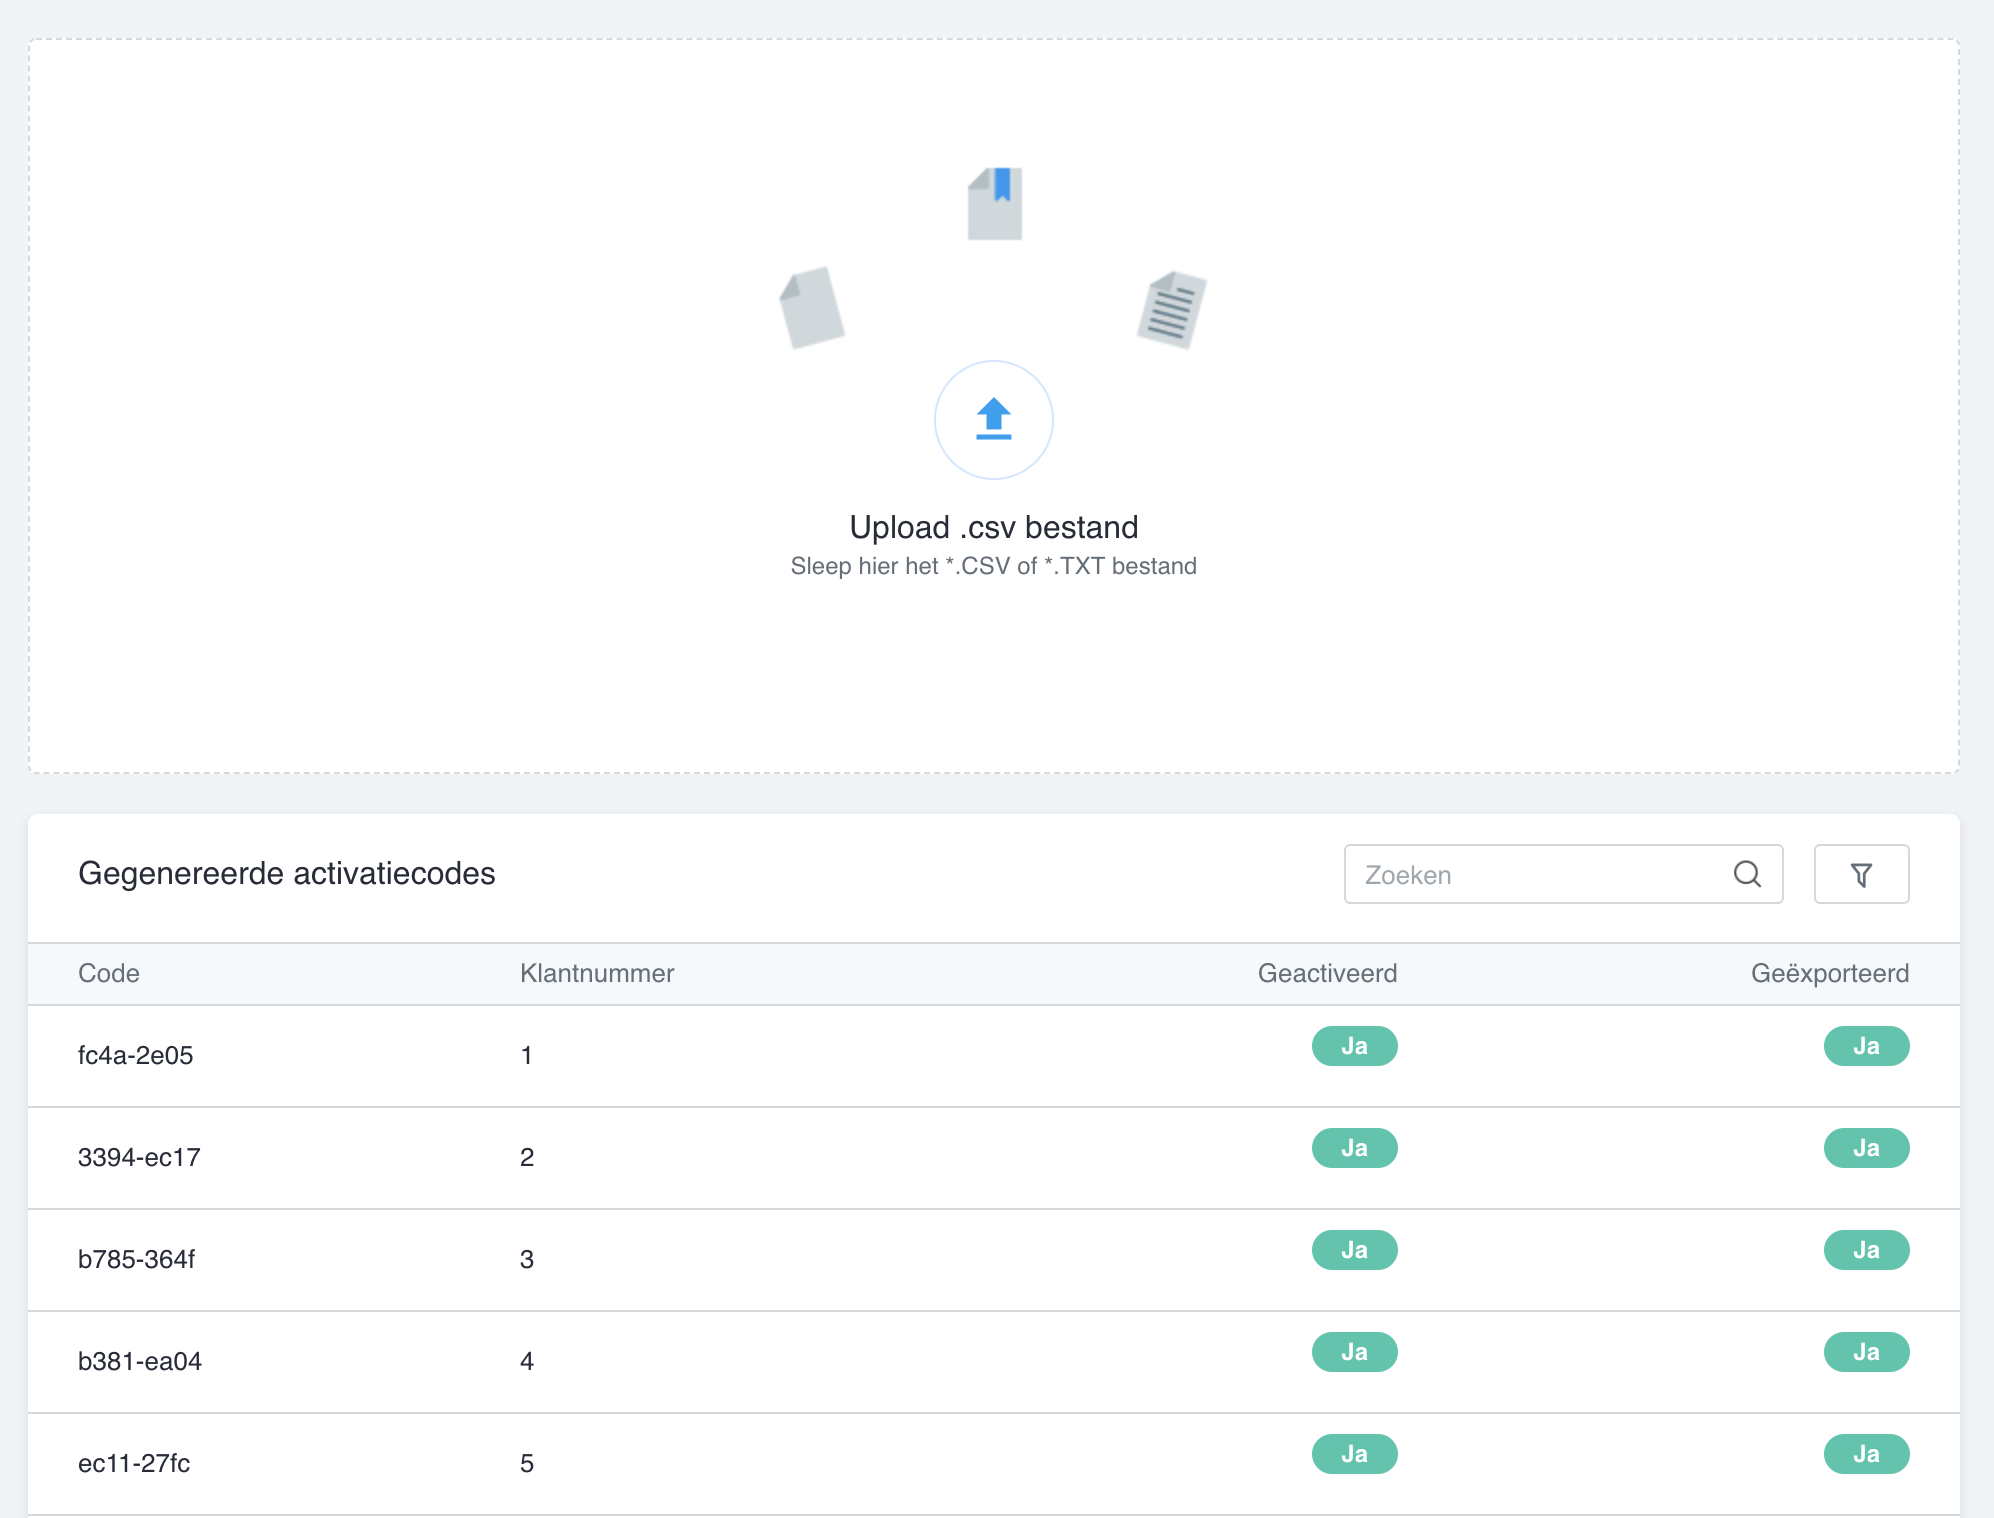 Upload .csv bestand
Sleep hier het *.CSV of *.TXT bestand
Gegenereerde activatiecodes
Zoeken
Code Klantnummer Geactiveerd Geëxporteerd
fc4a-2e05 1 Ja Ja
3394-ec17 2 Ja Ja
b785-364f 3 Ja Ja
b381-ea04 4 Ja Ja
ec11-27fc 5 Ja Ja